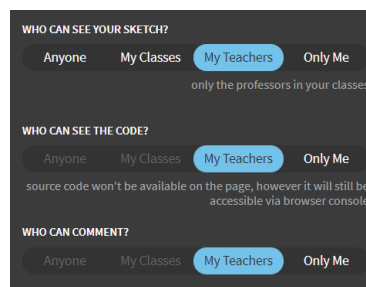 WHO CAN SEE YOUR SKETCH?
Anyone My Classes My Teachers Only Me
only the professors in your classes
WHO CAN SEE THE CODE?
Anyone My Classes My Teachers Only Me
source code won't be available on the page, however it will still be
accessible via browser console
WHO CAN COMMENT?
Anyone My Classes My Teachers Only Me